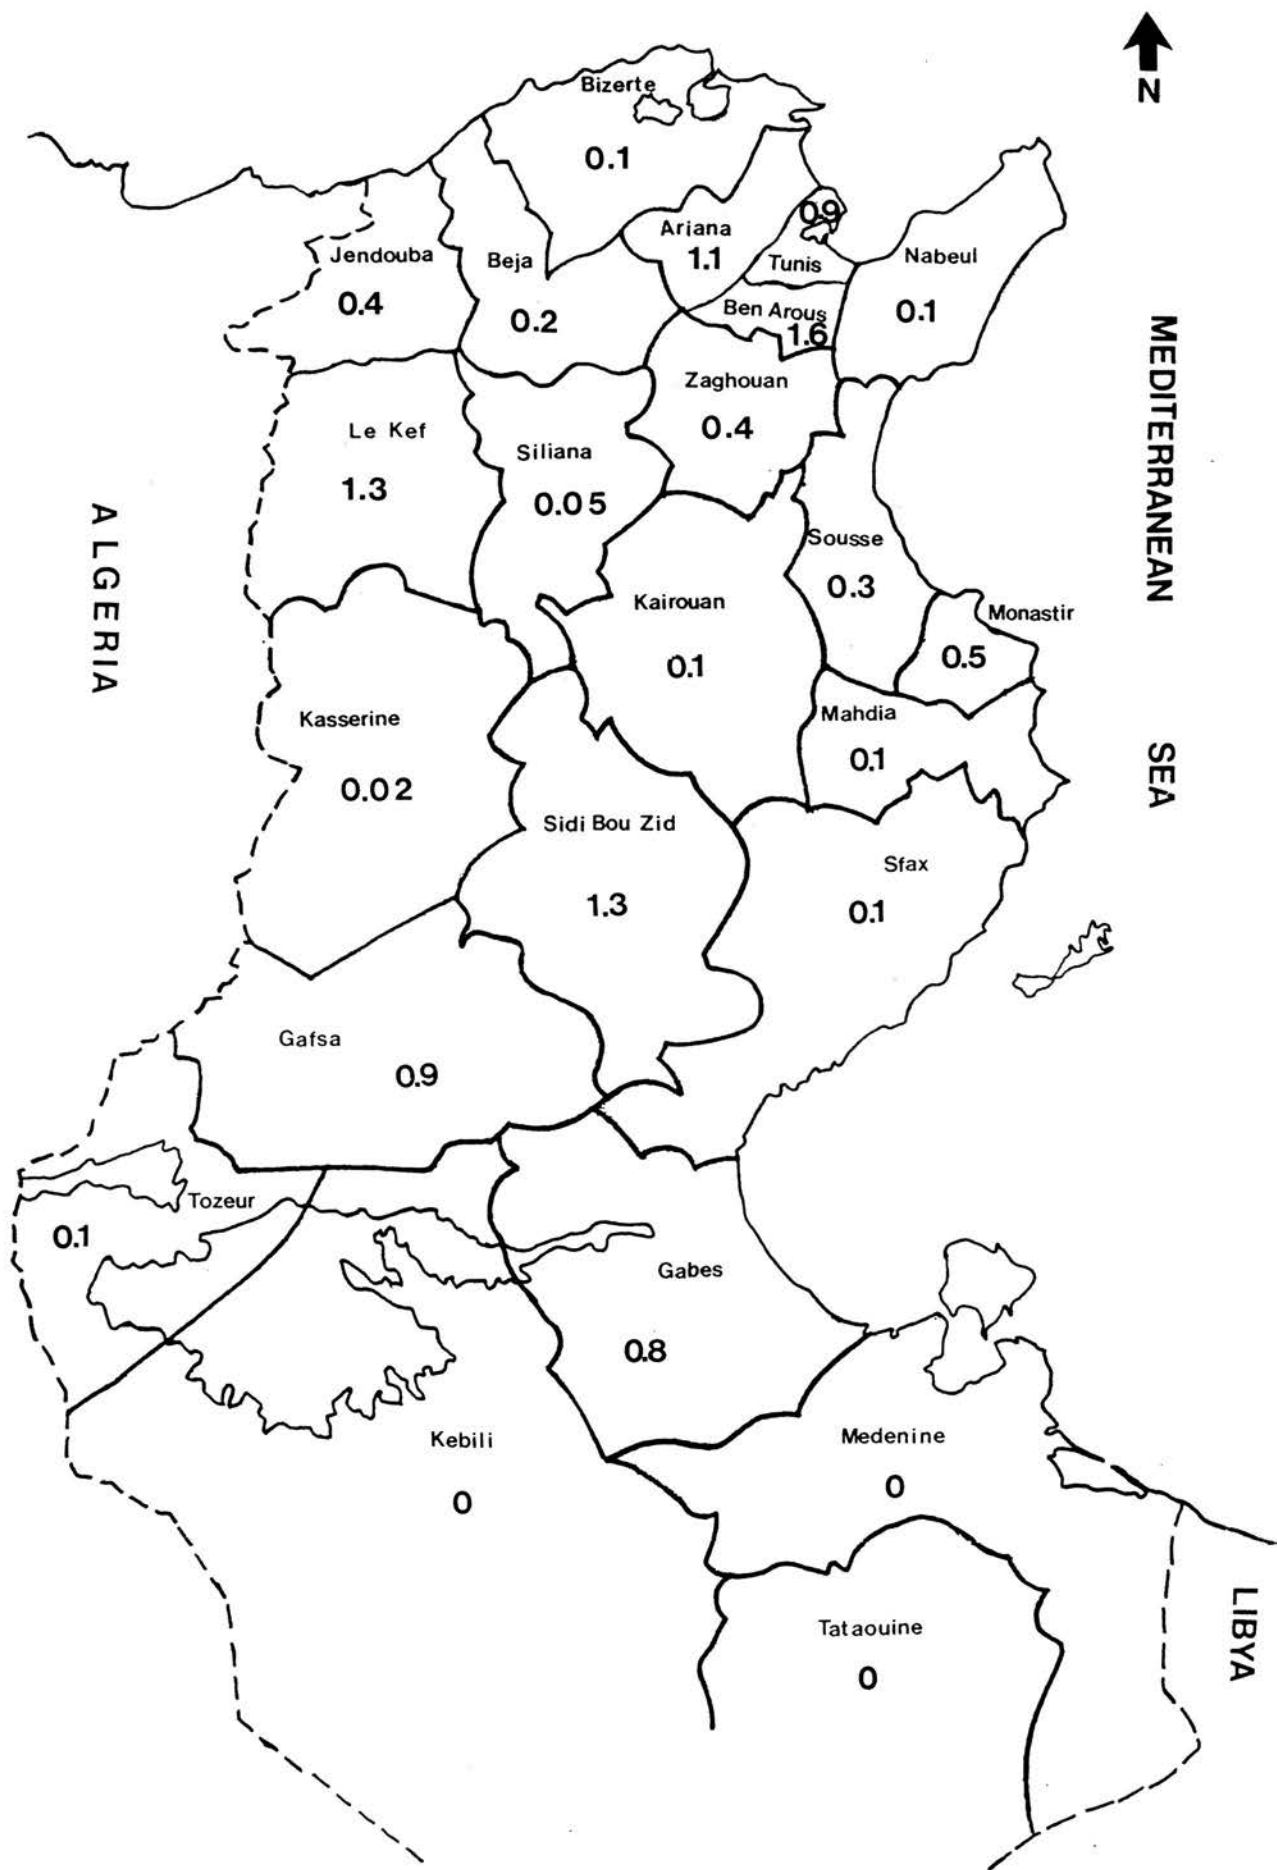 N
Bizerte
0.1
Ariana
1.1
0.9
Tunis
Nabeul
0.1
Jendouba
0.4
Beja
0.2
Ben Arous
1.6
Zaghouan
0.4
Le Kef
1.3
Siliana
0.05
Sousse
0.3
Monastir
0.5
Kairouan
0.1
Kasserine
0.02
Mahdia
0.1
Sidi Bou Zid
1.3
Sfax
0.1
Gafsa
0.9
Tozeur
0.1
Gabes
0.8
Kebili
0
Medenine
0
Tataouine
0
ALGERIA
MEDITERRANEAN SEA
LIBYA